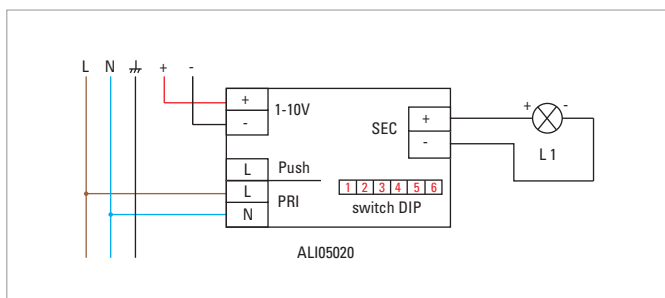 L N + -
+ 1-10V
-
SEC + -
+ - L 1
L Push
L PRI
N
1 2 3 4 5 6
switch DIP
ALI05020